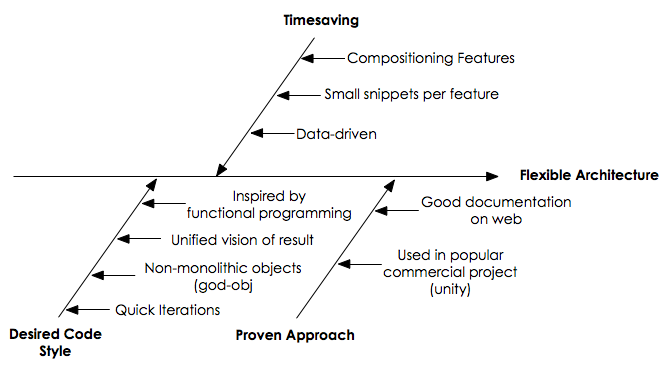 Timesaving
Compositioning Features
Small snippets per feature
Data-driven
Flexible Architecture
Inspired by
functional programming
Unified vision of result
Non-monolithic objects
(god-obj
Quick Iterations
Desired Code
Style
Good documentation
on web
Used in popular
commercial project
(unity)
Proven Approach